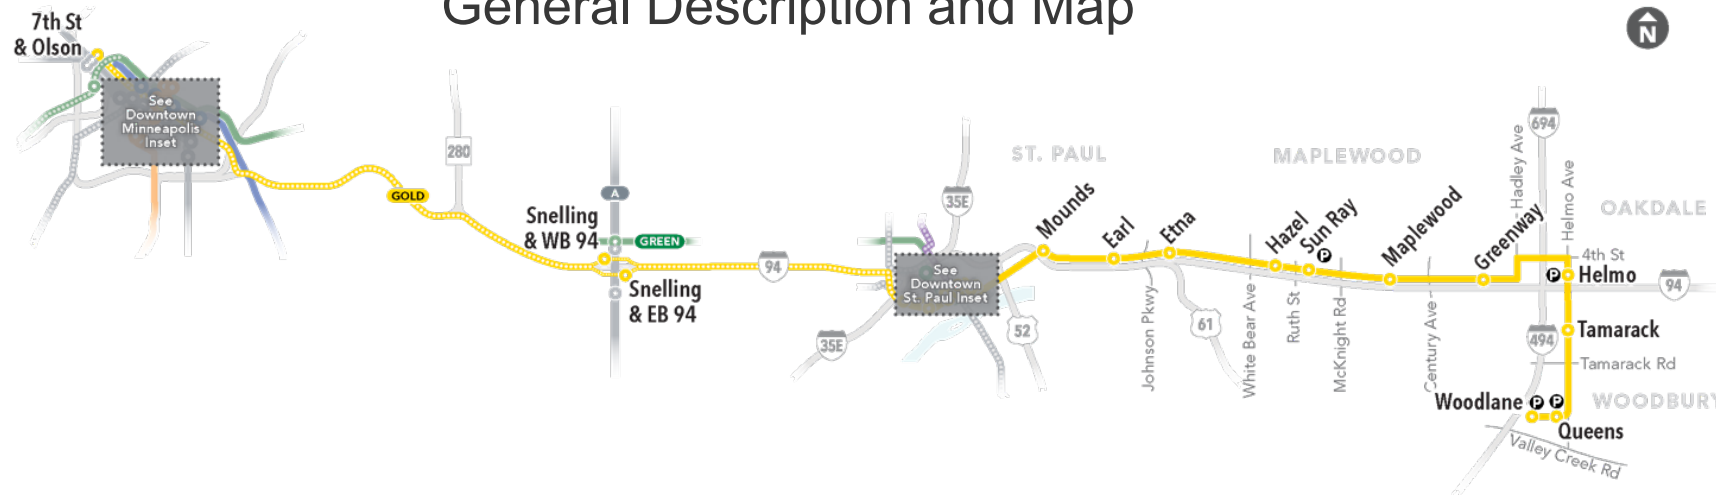 General Description and Map
7th St
& Olson
N
See
Downtown
Minneapolis
Inset
280
GOLD
A
Snelling
& WB 94
GREEN
94
Snelling
& EB 94
35E
35E
See
Downtown
St. Paul Inset
52
ST. PAUL
MAPLEWOOD
OAKDALE
WOODBURY
Mounds
Earl
Etna
Hazel
Sun Ray
P
Maplewood
Greenway
Johnson Pkwy
61
White Bear Ave
Ruth St
McKnight Rd
Century Ave
Hadley Ave
694
Helmo Ave
4th St
P
Helmo
94
Tamarack
494
Tamarack Rd
Woodlane
P
P
Queens
Valley Creek Rd